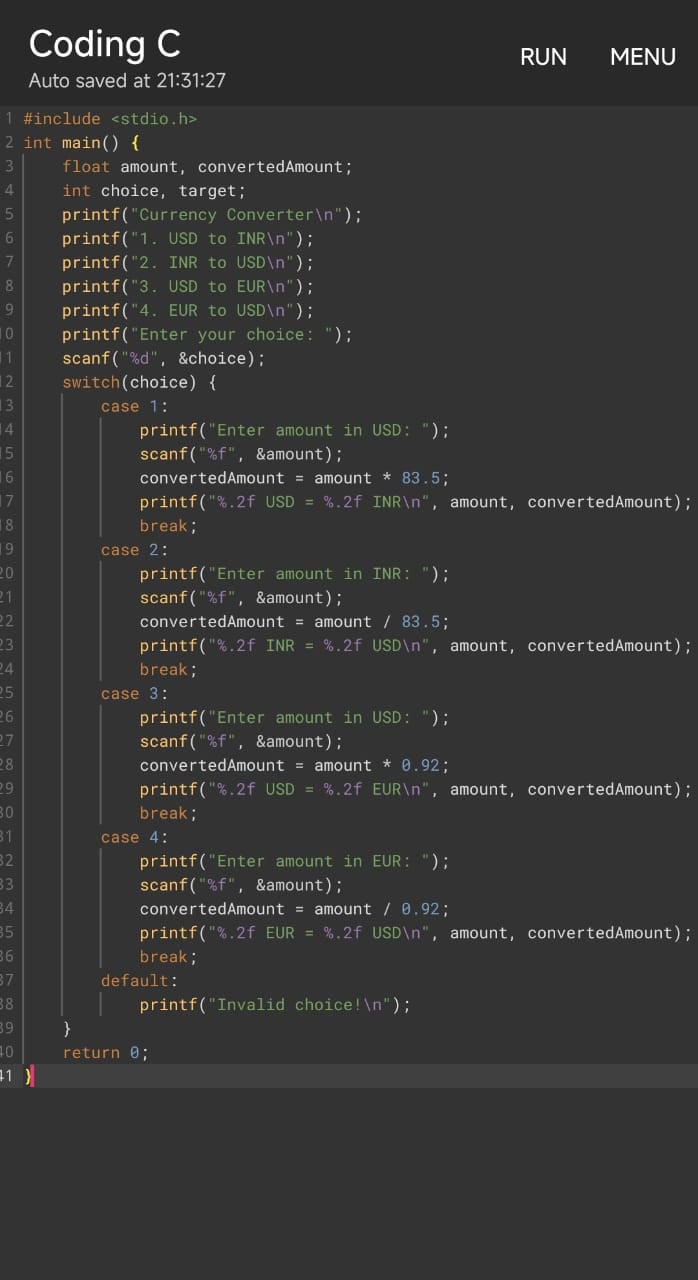 Coding C
Auto saved at 21:31:27
RUN MENU
1 #include <stdio.h>
2 int main() {
3     float amount, convertedAmount;
4     int choice, target;
5     printf("Currency Converter\n");
6     printf("1. USD to INR\n");
7     printf("2. INR to USD\n");
8     printf("3. USD to EUR\n");
9     printf("4. EUR to USD\n");
10     printf("Enter your choice: ");
11     scanf("%d", &choice);
12     switch(choice) {
13         case 1:
14             printf("Enter amount in USD: ");
15             scanf("%f", &amount);
16             convertedAmount = amount * 83.5;
17             printf("%.2f USD = %.2f INR\n", amount, convertedAmount);
18             break;
19         case 2:
20             printf("Enter amount in INR: ");
21             scanf("%f", &amount);
22             convertedAmount = amount / 83.5;
23             printf("%.2f INR = %.2f USD\n", amount, convertedAmount);
24             break;
25         case 3:
26             printf("Enter amount in USD: ");
27             scanf("%f", &amount);
28             convertedAmount = amount * 0.92;
29             printf("%.2f USD = %.2f EUR\n", amount, convertedAmount);
30             break;
31         case 4:
32             printf("Enter amount in EUR: ");
33             scanf("%f", &amount);
34             convertedAmount = amount / 0.92;
35             printf("%.2f EUR = %.2f USD\n", amount, convertedAmount);
36             break;
37         default:
38             printf("Invalid choice!\n");
39     }
40     return 0;
41 }